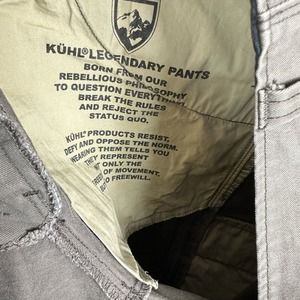 KÜHL® LEGENDARY PANTS
BORN FROM OUR
REBELLIOUS PHILOSOPHY
TO QUESTION EVERYTHING
BREAK THE RULES
AND REJECT THE
STATUS QUO.
KÜHL® PRODUCTS RESIST,
DEFY AND OPPOSE THE NORM.
WEARING THEM TELLS YOU
THEY REPRESENT
NOT ONLY THE
OF MOVEMENT,
FREEWILL.